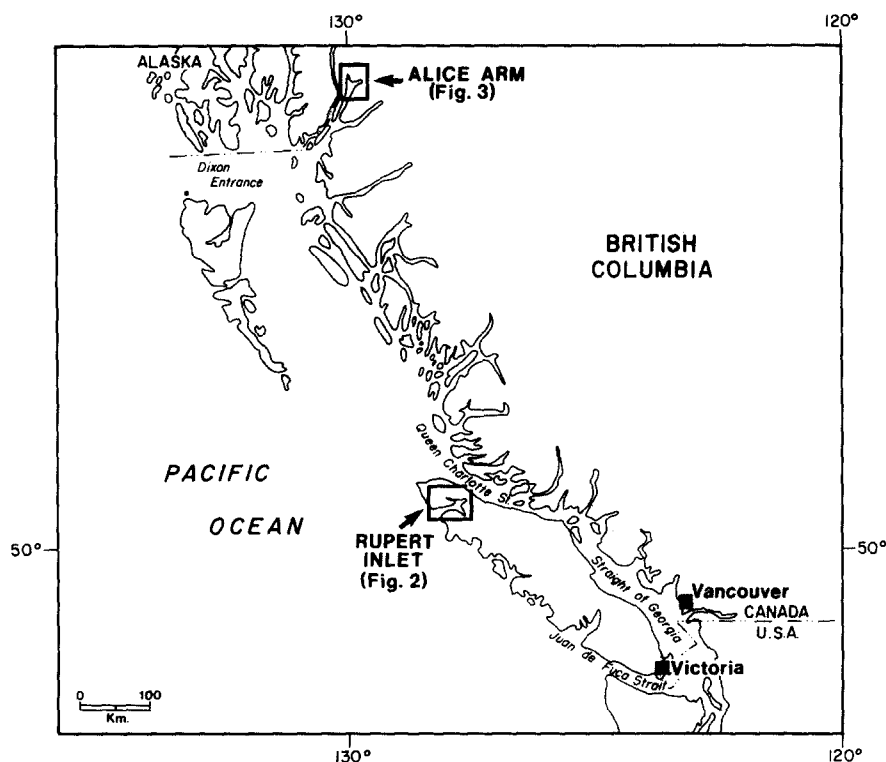 130°
120°
ALASKA
ALICE ARM
(Fig. 3)
Dixon
Entrance
BRITISH
COLUMBIA
Queen Charlotte St.
PACIFIC
OCEAN
RUPERT
INLET
(Fig. 2)
50°
50°
Straight of Georgia
Vancouver
CANADA
U.S.A.
Juan de Fuca Strait
Victoria
0 100
Km.
130°
120°